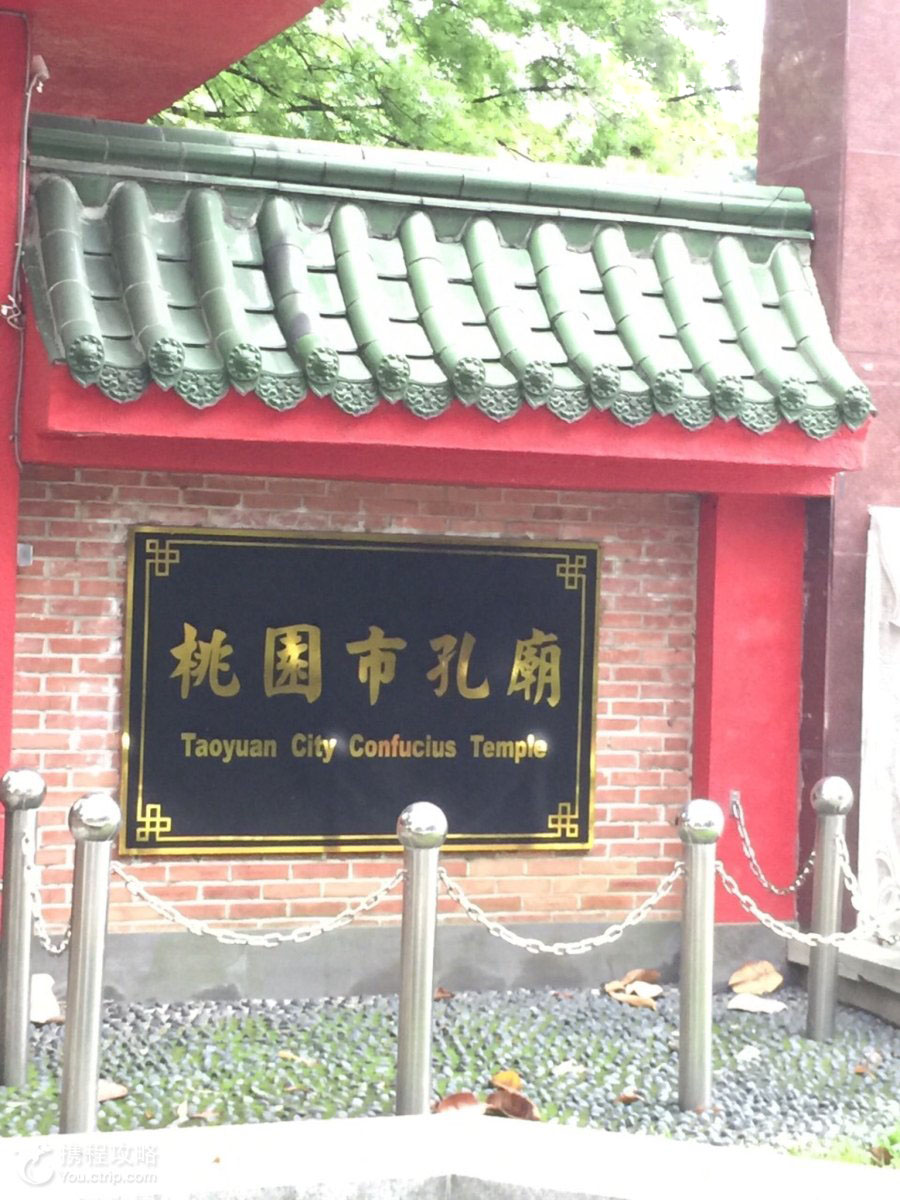 桃園市孔廟
Taoyuan City Confucius Temple
携程攻略
You.ctrip.com